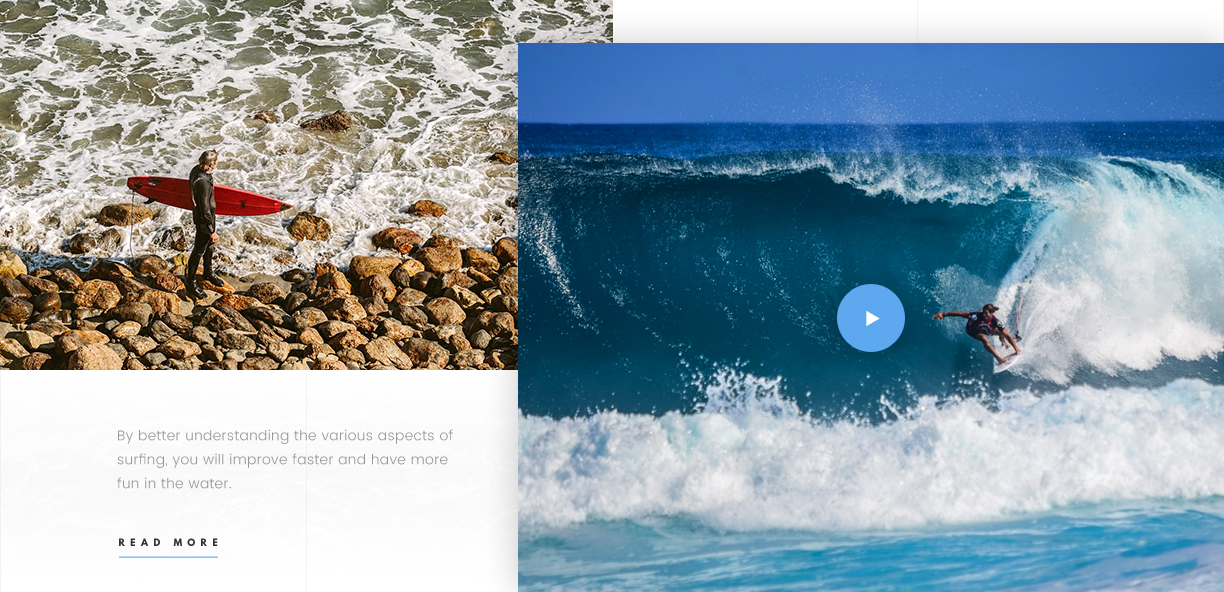 By better understanding the various aspects of
surfing, you will improve faster and have more
fun in the water.
READ MORE